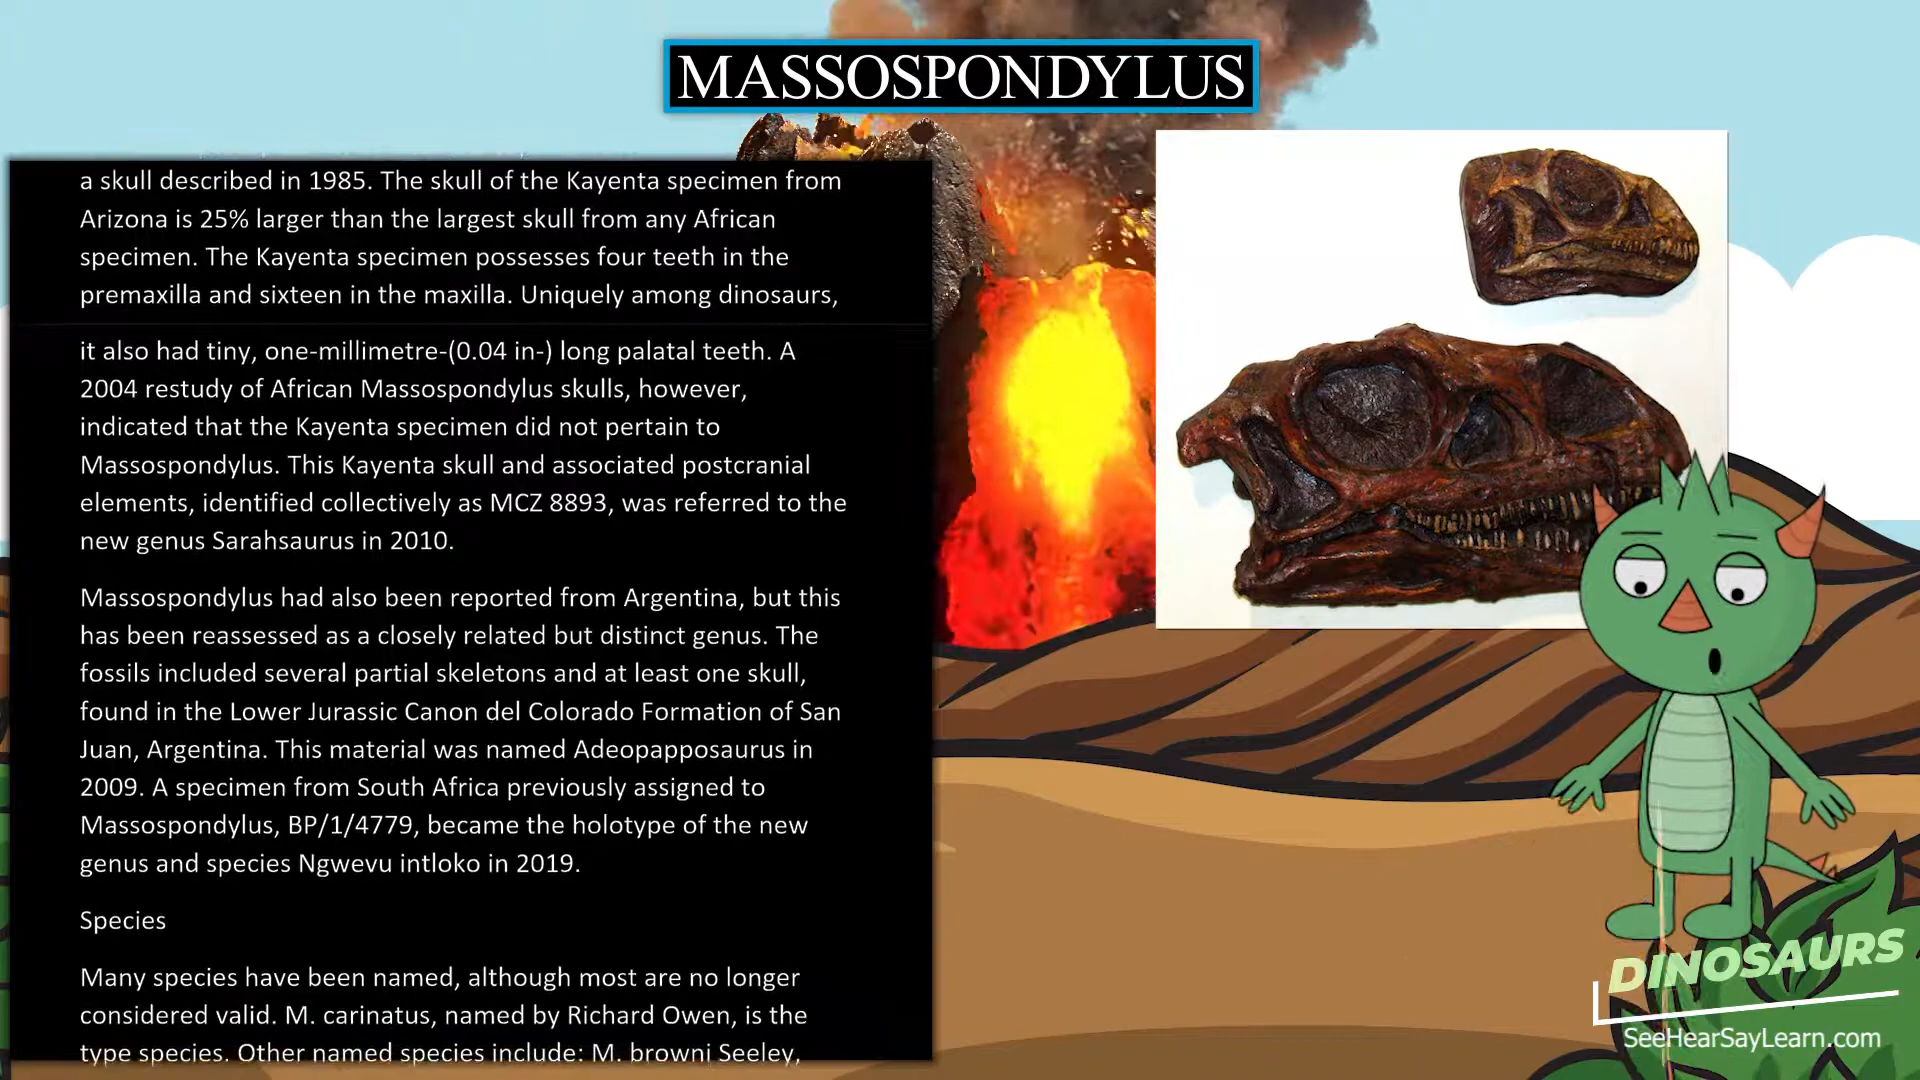 MASSOSPONDYLUS
a skull described in 1985. The skull of the Kayenta specimen from
Arizona is 25% larger than the largest skull from any African
specimen. The Kayenta specimen possesses four teeth in the
premaxilla and sixteen in the maxilla. Uniquely among dinosaurs,
it also had tiny, one-millimetre-(0.04 in-) long palatal teeth. A
2004 restudy of African Massospondylus skulls, however,
indicated that the Kayenta specimen did not pertain to
Massospondylus. This Kayenta skull and associated postcranial
elements, identified collectively as MCZ 8893, was referred to the
new genus Sarahsaurus in 2010.
Massospondylus had also been reported from Argentina, but this
has been reassessed as a closely related but distinct genus. The
fossils included several partial skeletons and at least one skull,
found in the Lower Jurassic Canon del Colorado Formation of San
Juan, Argentina. This material was named Adeopapposaurus in
2009. A specimen from South Africa previously assigned to
Massospondylus, BP/1/4779, became the holotype of the new
genus and species Ngwevu intloko in 2019.
Species
Many species have been named, although most are no longer
considered valid. M. carinatus, named by Richard Owen, is the
type species. Other named species include: M. browni Seeley,
DINOSAURS
SeeHearSayLearn.com